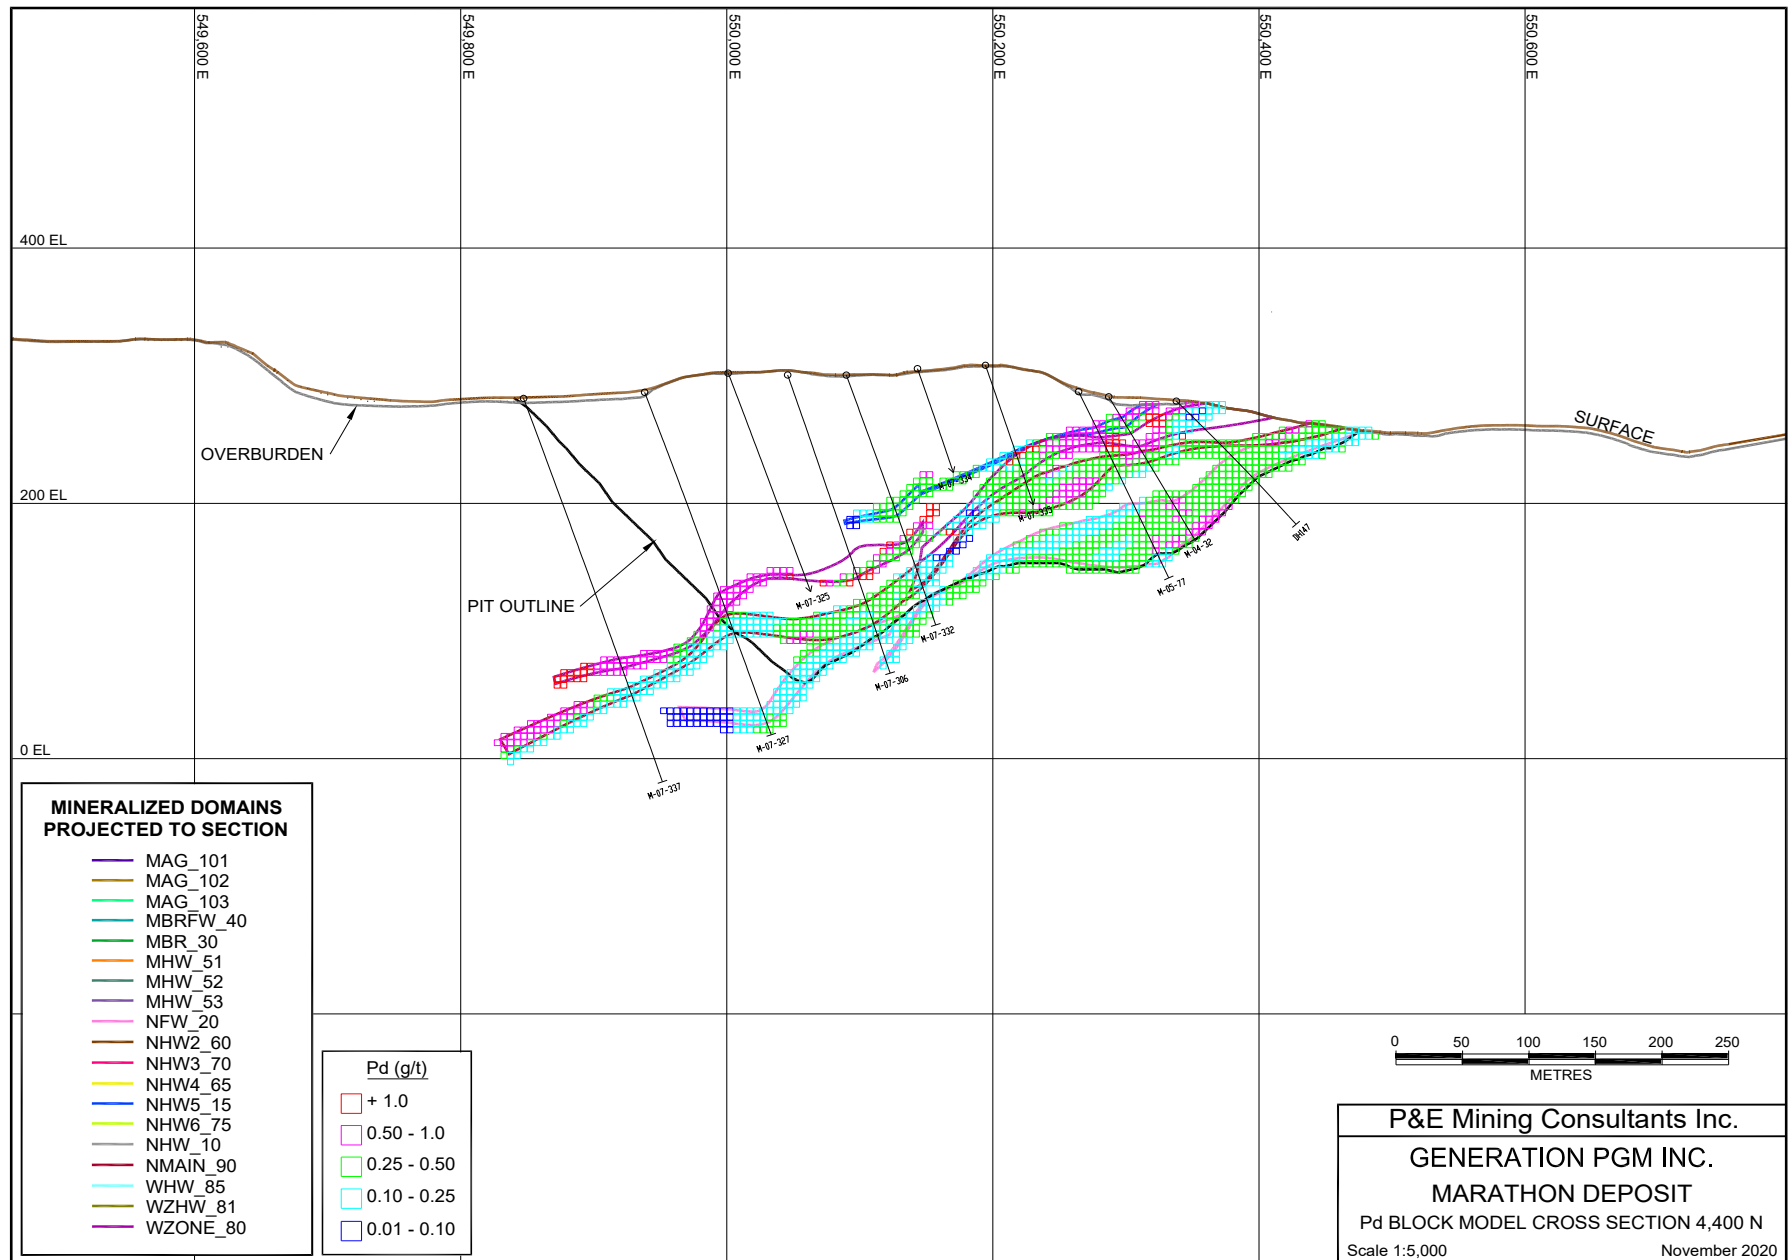 549,600 E
549,800 E
550,000 E
550,200 E
550,400 E
550,600 E
400 EL
200 EL
0 EL
OVERBURDEN
PIT OUTLINE
SURFACE
M-07-334
M-07-333
M-07-325
M-07-332
M-07-306
M-07-327
M-07-337
M-05-77
M-04-32
DH147
MINERALIZED DOMAINS
PROJECTED TO SECTION
MAG_101
MAG_102
MAG_103
MBRFW_40
MBR_30
MHW_51
MHW_52
MHW_53
NFW_20
NHW2_60
NHW3_70
NHW4_65
NHW5_15
NHW6_75
NHW_10
NMAIN_90
WHW_85
WZHW_81
WZONE_80
Pd (g/t)
+ 1.0
0.50 - 1.0
0.25 - 0.50
0.10 - 0.25
0.01 - 0.10
0 50 100 150 200 250
METRES
P&E Mining Consultants Inc.
GENERATION PGM INC.
MARATHON DEPOSIT
Pd BLOCK MODEL CROSS SECTION 4,400 N
Scale 1:5,000 November 2020